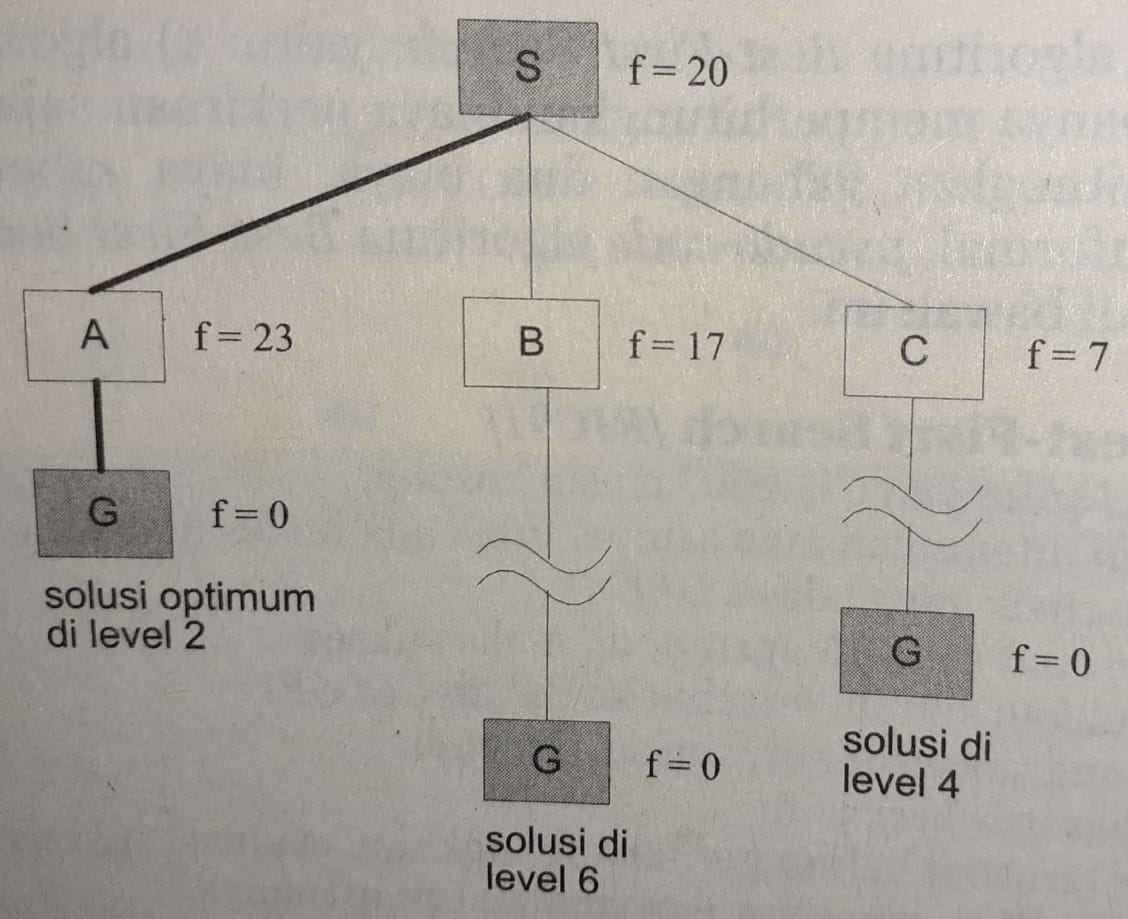 S f = 20
A f = 23
B f = 17
C f = 7
G f = 0
solusi optimum
di level 2
G f = 0
solusi di
level 4
G f = 0
solusi di
level 6